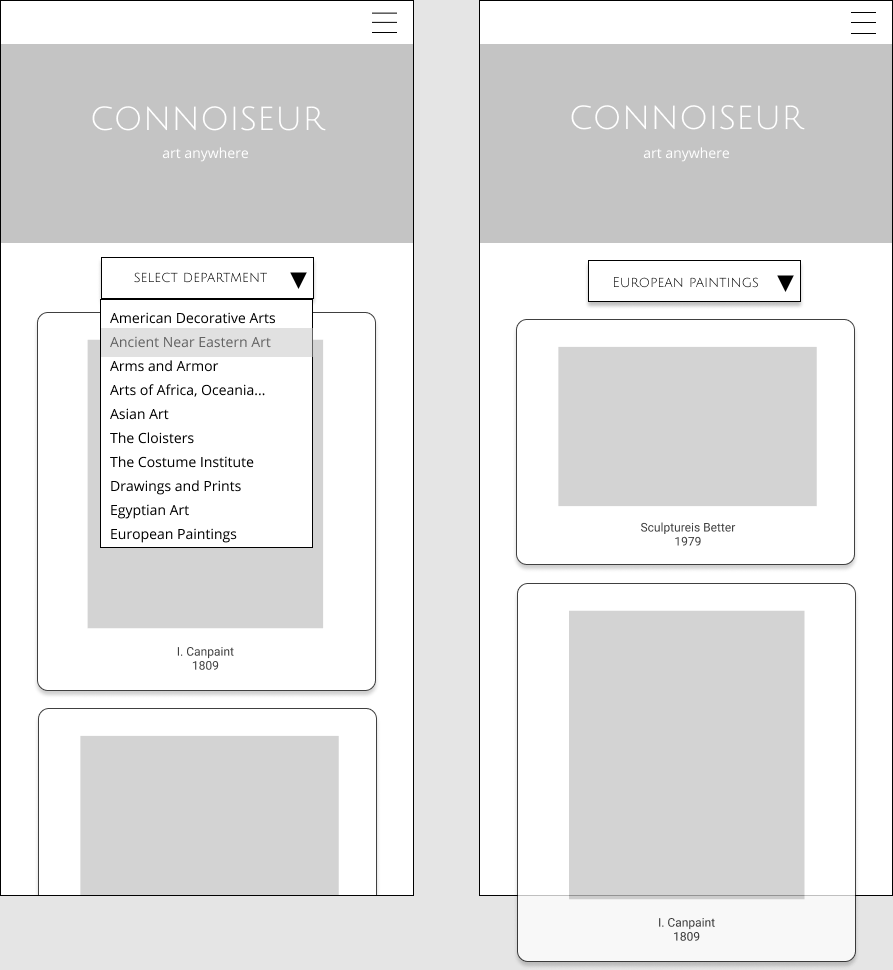 CONNOISEUR
art anywhere
SELECT DEPARTMENT
American Decorative Arts
Ancient Near Eastern Art
Arms and Armor
Arts of Africa, Oceania...
Asian Art
The Cloisters
The Costume Institute
Drawings and Prints
Egyptian Art
European Paintings
I. Canpaint
1809
CONNOISEUR
art anywhere
European paintings
Sculptureis Better
1979
I. Canpaint
1809